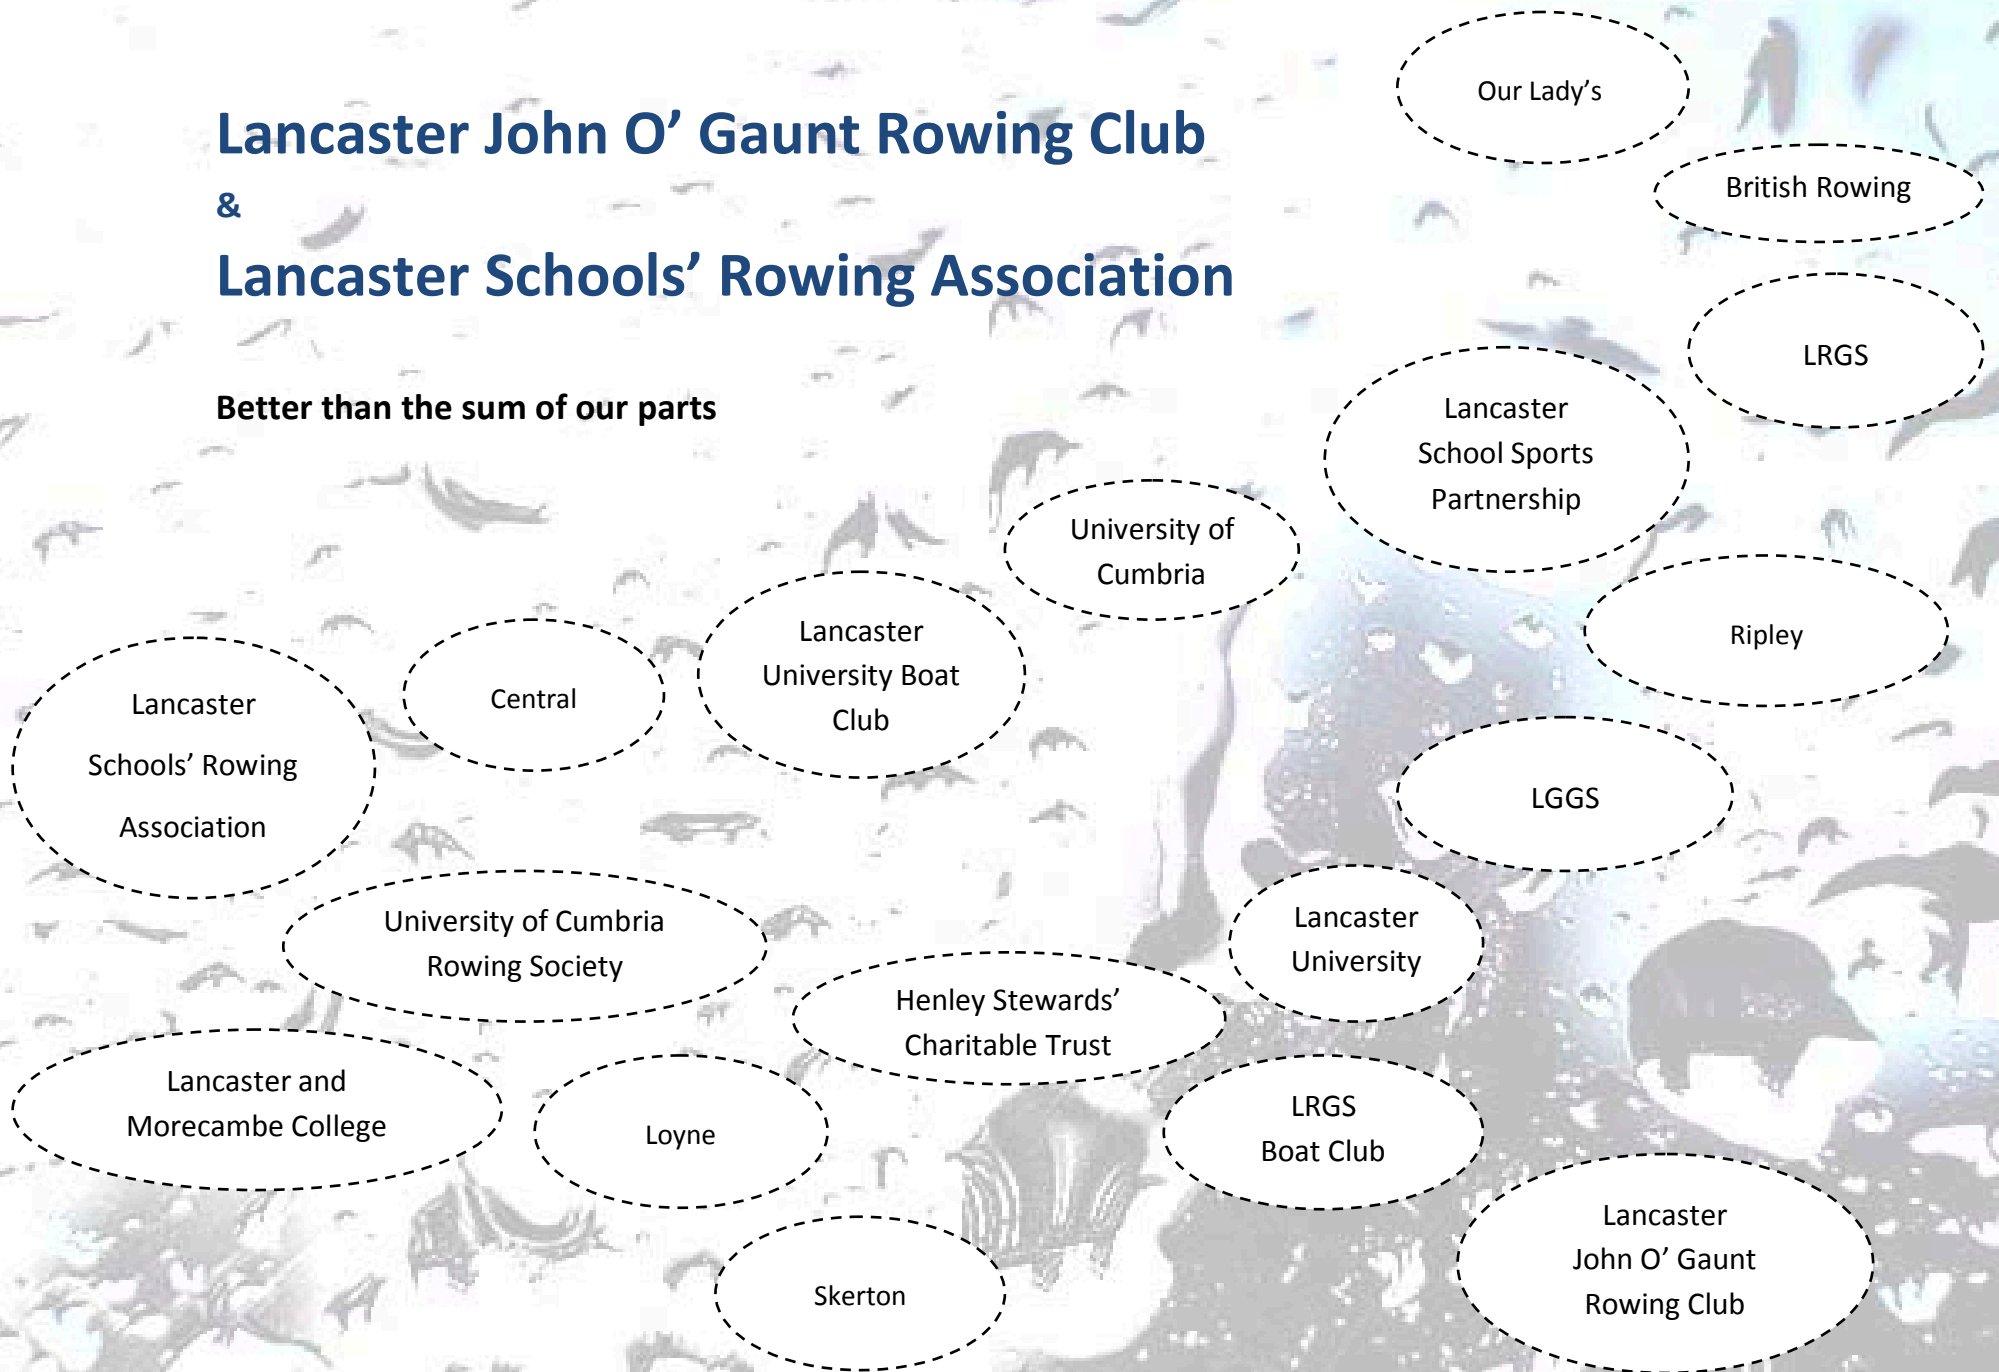 Lancaster John O’ Gaunt Rowing Club
&
Lancaster Schools’ Rowing Association
Better than the sum of our parts
Our Lady’s
British Rowing
LRGS
Lancaster
School Sports
Partnership
University of
Cumbria
Ripley
Lancaster
University Boat
Club
Central
Lancaster
Schools’ Rowing
Association
LGGS
University of Cumbria
Rowing Society
Lancaster
University
Henley Stewards’
Charitable Trust
Lancaster and
Morecambe College
Loyne
LRGS
Boat Club
Skerton
Lancaster
John O’ Gaunt
Rowing Club